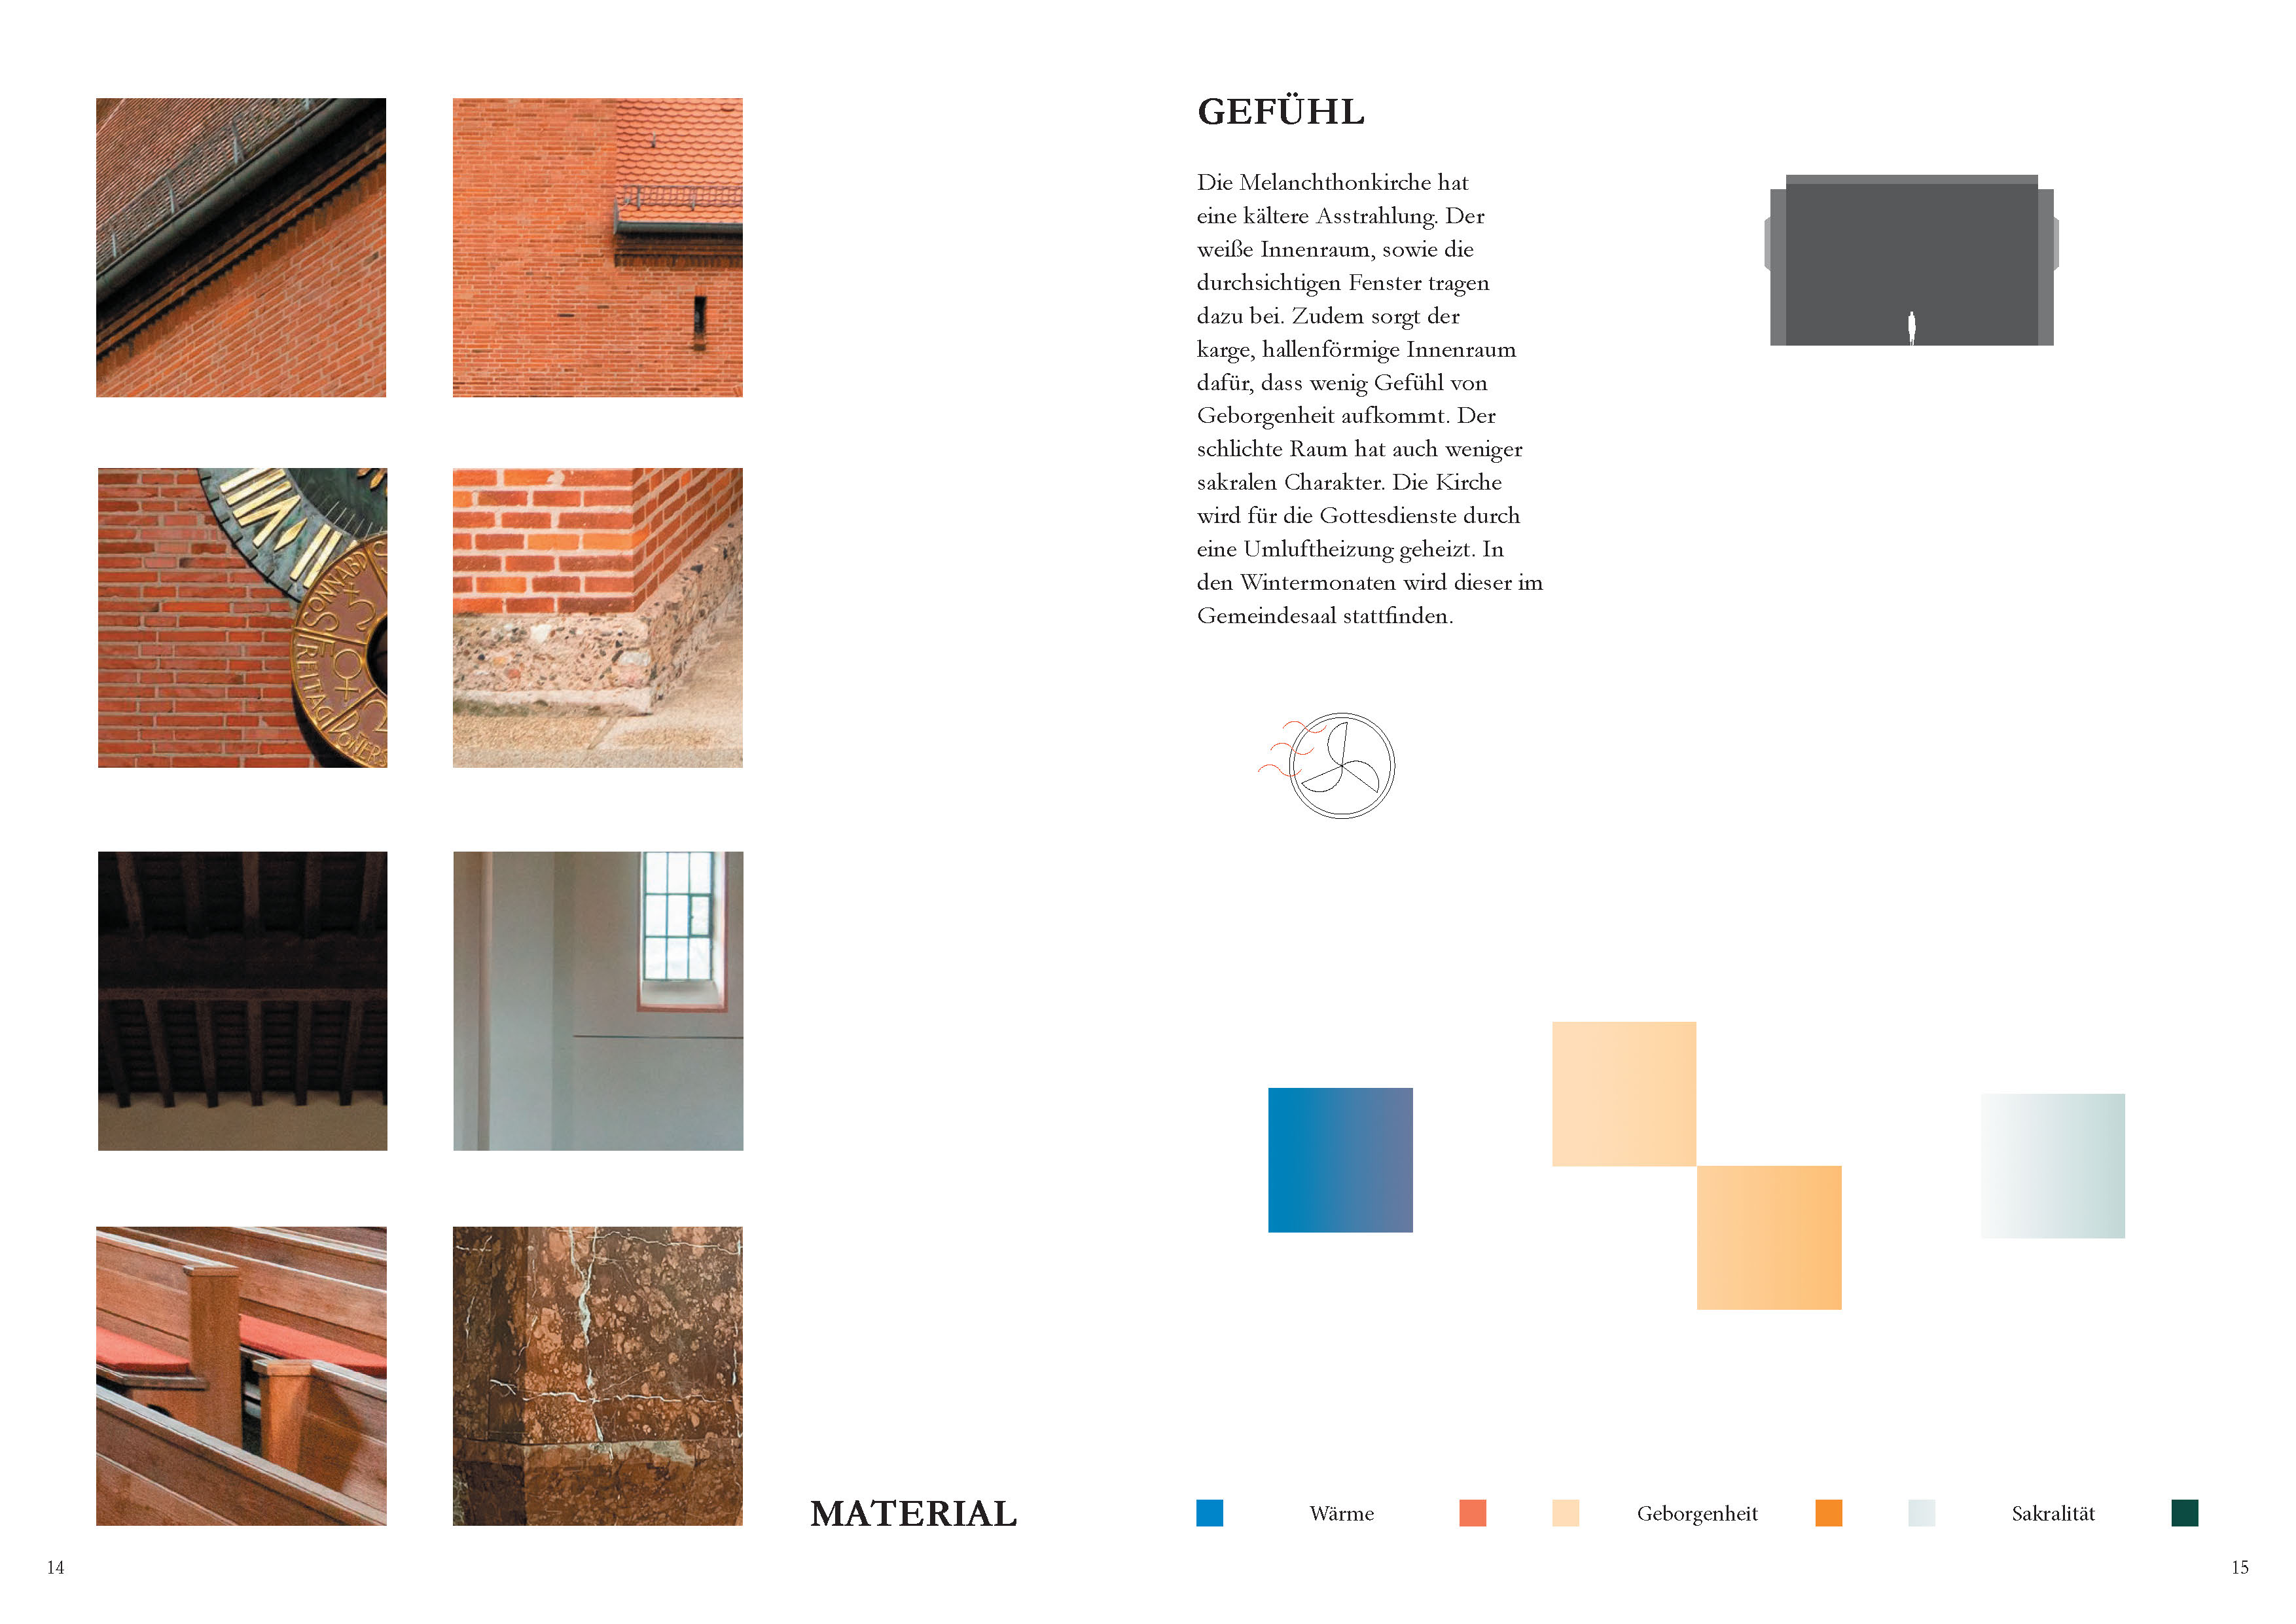 SONNABD
FREITAG
DONERS
MATERIAL
14
GEFÜHL
Die Melanchthonkirche hat
eine kältere Asstrahlung. Der
weiße Innenraum, sowie die
durchsichtigen Fenster tragen
dazu bei. Zudem sorgt der
karge, hallenförmige Innenraum
dafür, dass wenig Gefühl von
Geborgenheit aufkommt. Der
schlichte Raum hat auch weniger
sakralen Charakter. Die Kirche
wird für die Gottesdienste durch
eine Umluftheizung geheizt. In
den Wintermonaten wird dieser im
Gemeindesaal stattfinden.
Wärme
Geborgenheit
Sakralität
15